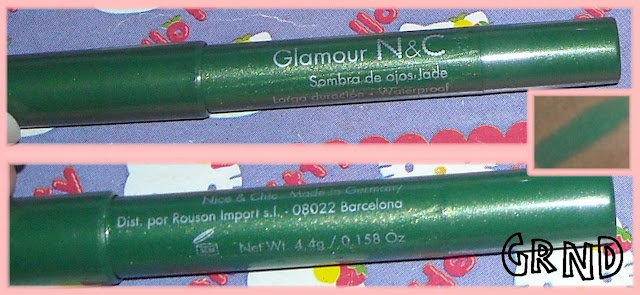 Glamour N&C
Sombra de ojos Jade
Larga duración • Waterproof
Nice & Chic Made in Germany
Dist. por Rouson Import s.l. - 08022 Barcelona
Net Wt. 4,4g / 0,158 Oz
GRND